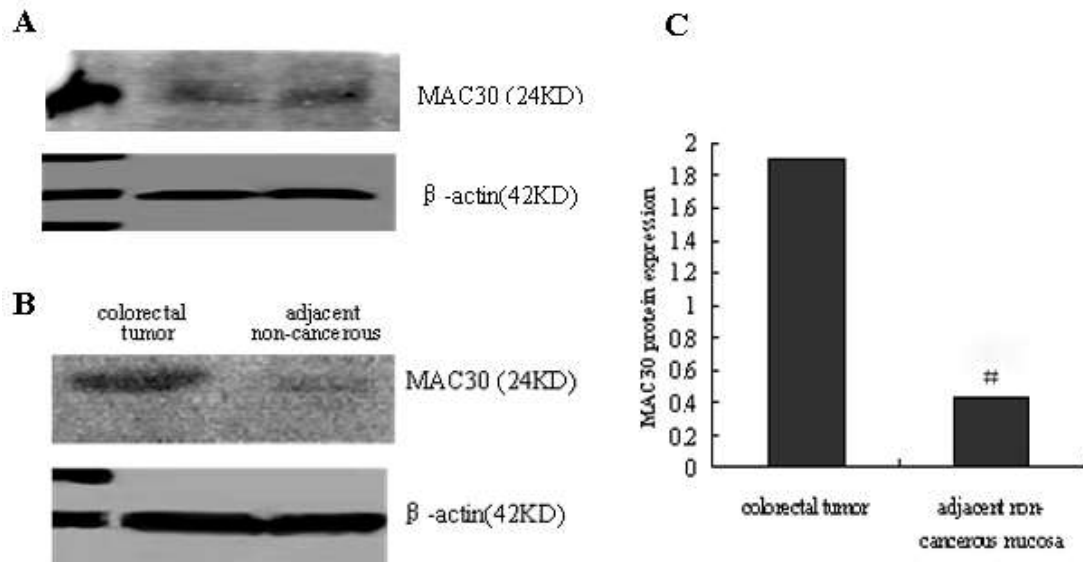 A
MAC30 (24KD)
β-actin(42KD)
B
colorectal
tumor
adjacent
non-cancerous
MAC30 (24KD)
β-actin(42KD)
C
MAC30 protein expression
2
1.8
1.6
1.4
1.2
1
0.8
0.6
0.4
0.2
0
#
colorectal tumor
adjacent non-
cancerous mucosa